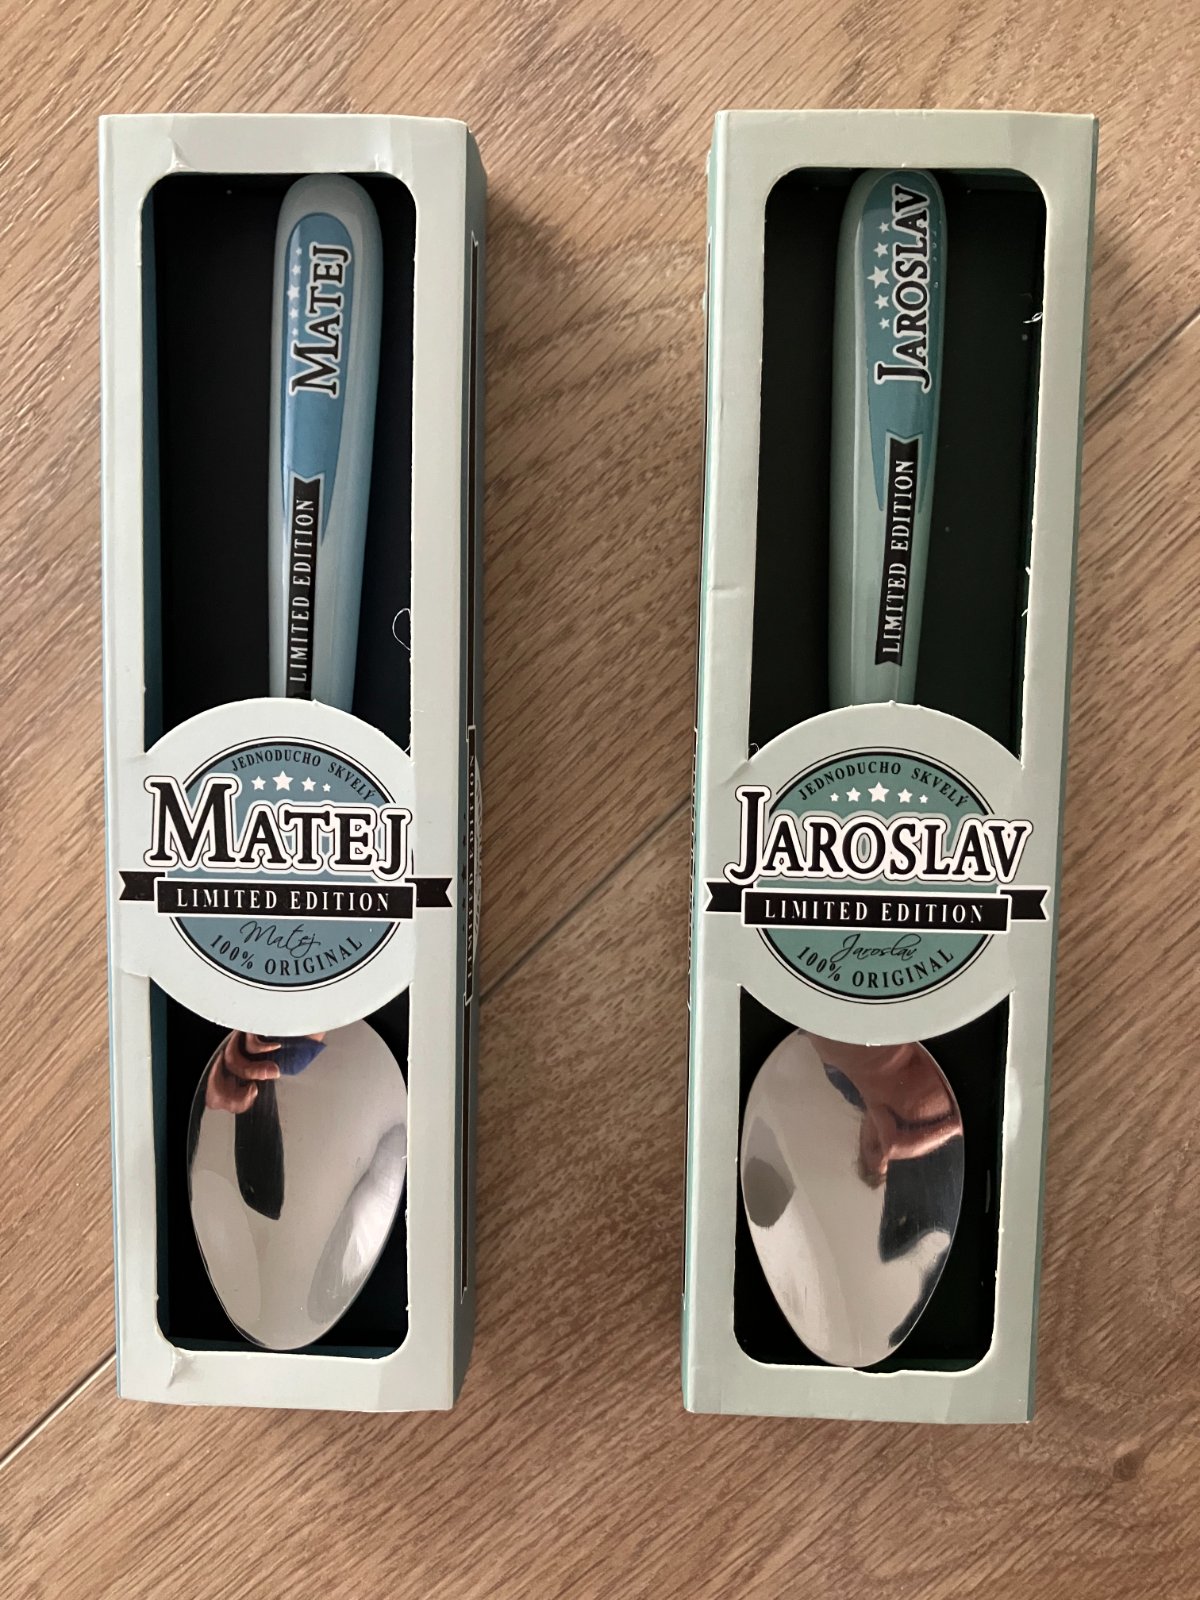 MATEJ
LIMITED EDITION
JEDNODUCHO SKVELÝ
MATEJ
LIMITED EDITION
Matej
100% ORIGINAL
JAROSLAV
LIMITED EDITION
JEDNODUCHO SKVELÝ
JAROSLAV
LIMITED EDITION
Jaroslav
100% ORIGINAL